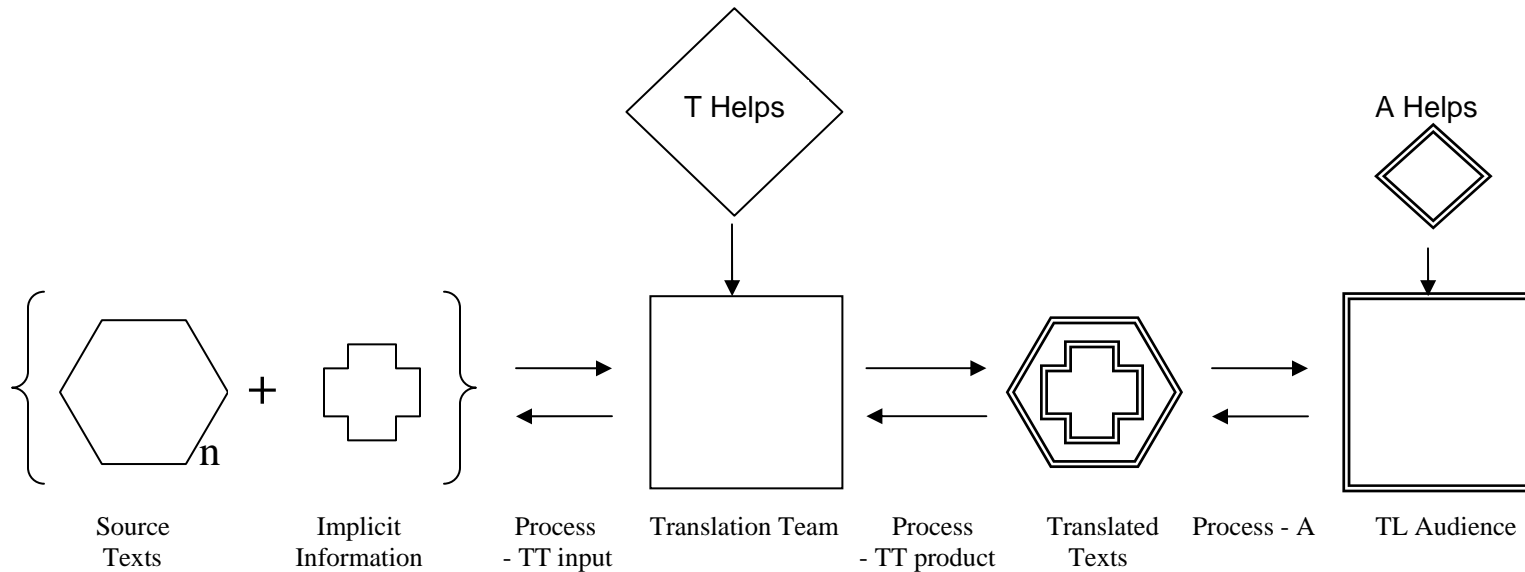 T Helps
A Helps
+
n
Source
Texts
Implicit
Information
Process
- TT input
Translation Team
Process
- TT product
Translated
Texts
Process - A
TL Audience